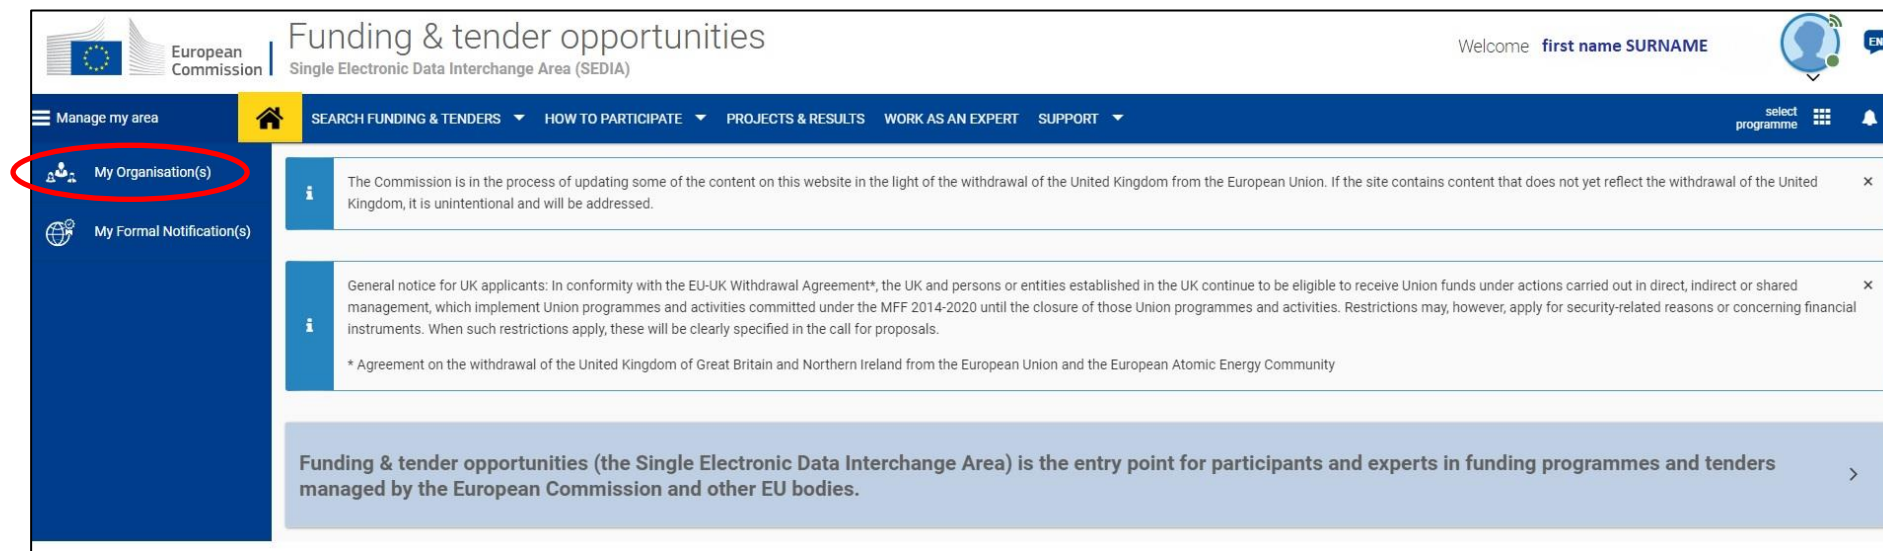 European
Commission
Funding & tender opportunities
Single Electronic Data Interchange Area (SEDIA)
Welcome first name SURNAME
EN
Manage my area
SEARCH FUNDING & TENDERS
HOW TO PARTICIPATE
PROJECTS & RESULTS
WORK AS AN EXPERT
SUPPORT
select
programme
My Organisation(s)
My Formal Notification(s)
i
The Commission is in the process of updating some of the content on this website in the light of the withdrawal of the United Kingdom from the European Union. If the site contains content that does not yet reflect the withdrawal of the United
Kingdom, it is unintentional and will be addressed.
i
General notice for UK applicants: In conformity with the EU-UK Withdrawal Agreement*, the UK and persons or entities established in the UK continue to be eligible to receive Union funds under actions carried out in direct, indirect or shared
management, which implement Union programmes and activities committed under the MFF 2014-2020 until the closure of those Union programmes and activities. Restrictions may, however, apply for security-related reasons or concerning financial
instruments. When such restrictions apply, these will be clearly specified in the call for proposals.
* Agreement on the withdrawal of the United Kingdom of Great Britain and Northern Ireland from the European Union and the European Atomic Energy Community
Funding & tender opportunities (the Single Electronic Data Interchange Area) is the entry point for participants and experts in funding programmes and tenders
managed by the European Commission and other EU bodies.